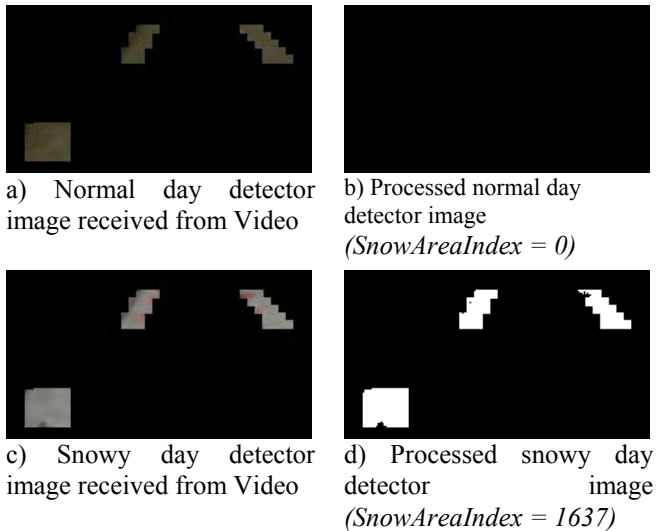 a) Normal day detector
image received from Video
b) Processed normal day
detector image
(SnowAreaIndex = 0)
c) Snowy day detector
image received from Video
d) Processed snowy day
detector image
(SnowAreaIndex = 1637)